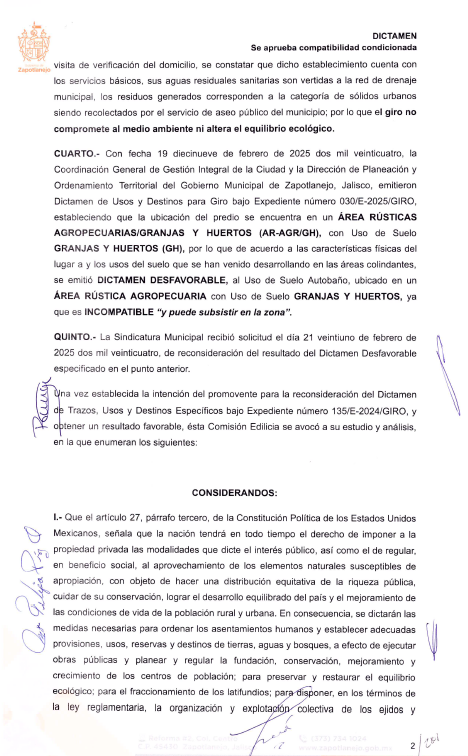 Zapotlanejo
DICTAMEN
Se aprueba compatibilidad condicionada
visita de verificación del domicilio, se constatar que dicho establecimiento cuenta con
los servicios básicos, sus aguas residuales sanitarias son vertidas a la red de drenaje
municipal, los residuos generados corresponden a la categoría de sólidos urbanos
siendo recolectados por el servicio de aseo público del municipio; por lo que el giro no
compromete al medio ambiente ni altera el equilibrio ecológico.
CUARTO.- Con fecha 19 diecinueve de febrero de 2025 dos mil veinticuatro, la
Coordinación General de Gestión Integral de la Ciudad y la Dirección de Planeación y
Ordenamiento Territorial del Gobierno Municipal de Zapotlanejo, Jalisco, emitieron
Dictamen de Usos y Destinos para Giro bajo Expediente número 030/E-2025/GIRO,
estableciendo que la ubicación del predio se encuentra en un ÁREA RÚSTICAS
AGROPECUARIAS/GRANJAS Y HUERTOS (AR-AGR/GH), con Uso de Suelo
GRANJAS Y HUERTOS (GH), por lo que de acuerdo a las características físicas del
lugar a y los usos del suelo que se han venido desarrollando en las áreas colindantes,
se emitió DICTAMEN DESFAVORABLE, al Uso de Suelo Autobaño, ubicado en un
ÁREA RÚSTICA AGROPECUARIA con Uso de Suelo GRANJAS Y HUERTOS, ya
que es INCOMPATIBLE “y puede subsistir en la zona”.
QUINTO.- La Sindicatura Municipal recibió solicitud el día 21 veintiuno de febrero de
2025 dos mil veinticuatro, de reconsideración del resultado del Dictamen Desfavorable
especificado en el punto anterior.
Una vez establecida la intención del promovente para la reconsideración del Dictamen
de Trazos, Usos y Destinos Específicos bajo Expediente número 135/E-2024/GIRO, y
obtener un resultado favorable, ésta Comisión Edilicia se avocó a su estudio y análisis,
en la que enumeran los siguientes:
CONSIDERANDOS:
I.- Que el artículo 27, párrafo tercero, de la Constitución Política de los Estados Unidos
Mexicanos, señala que la nación tendrá en todo tiempo el derecho de imponer a la
propiedad privada las modalidades que dicte el interés público, así como el de regular,
en beneficio social, al aprovechamiento de los elementos naturales susceptibles de
apropiación, con objeto de hacer una distribución equitativa de la riqueza pública,
cuidar de su conservación, lograr el desarrollo equilibrado del país y el mejoramiento de
las condiciones de vida de la población rural y urbana. En consecuencia, se dictarán las
medidas necesarias para ordenar los asentamientos humanos y establecer adecuadas
provisiones, usos, reservas y destinos de tierras, aguas y bosques, a efecto de ejecutar
obras públicas y planear y regular la fundación, conservación, mejoramiento y
crecimiento de los centros de población; para preservar y restaurar el equilibrio
ecológico; para el fraccionamiento de los latifundios; para disponer, en los términos de
la ley reglamentaria, la organización y explotación colectiva de los ejidos y
2